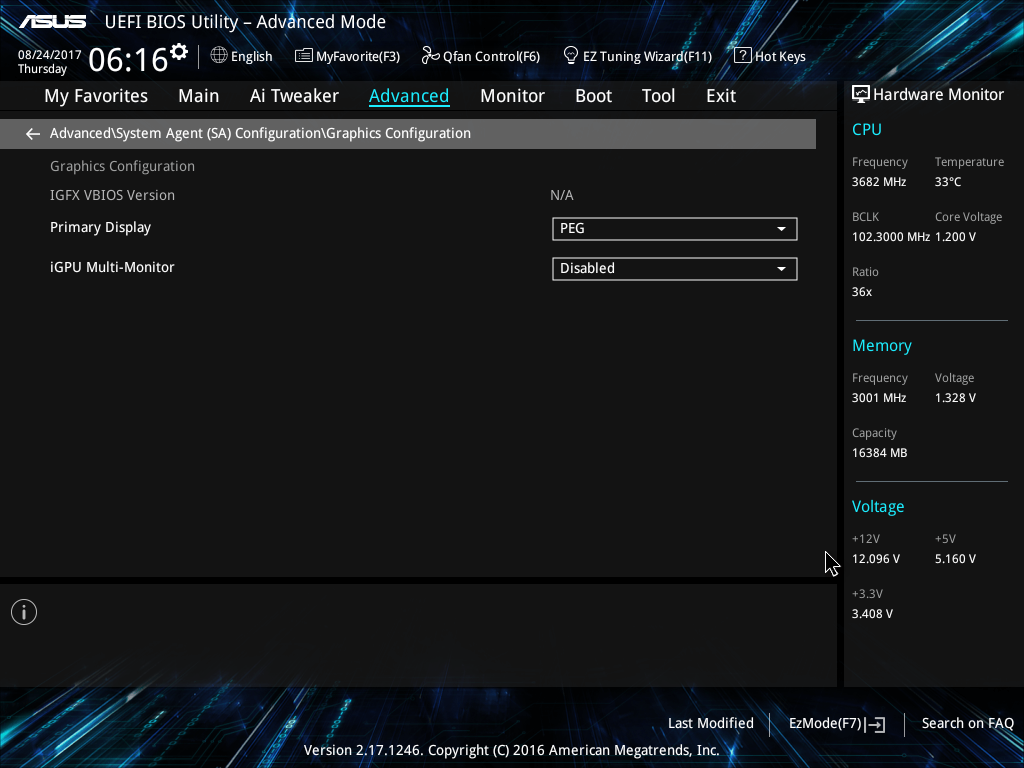 ASUS UEFI BIOS Utility – Advanced Mode
08/24/2017
Thursday
06:16
English
MyFavorite(F3)
Qfan Control(F6)
EZ Tuning Wizard(F11)
? Hot Keys
My Favorites
Main
Ai Tweaker
Advanced
Monitor
Boot
Tool
Exit
Advanced\System Agent (SA) Configuration\Graphics Configuration
Graphics Configuration
IGFX VBIOS Version N/A
Primary Display PEG
iGPU Multi-Monitor Disabled
Hardware Monitor
CPU
Frequency Temperature
3682 MHz 33°C
BCLK Core Voltage
102.3000 MHz 1.200 V
Ratio
36x
Memory
Frequency Voltage
3001 MHz 1.328 V
Capacity
16384 MB
Voltage
+12V +5V
12.096 V 5.160 V
+3.3V
3.408 V
Last Modified
EzMode(F7)
Search on FAQ
Version 2.17.1246. Copyright (C) 2016 American Megatrends, Inc.